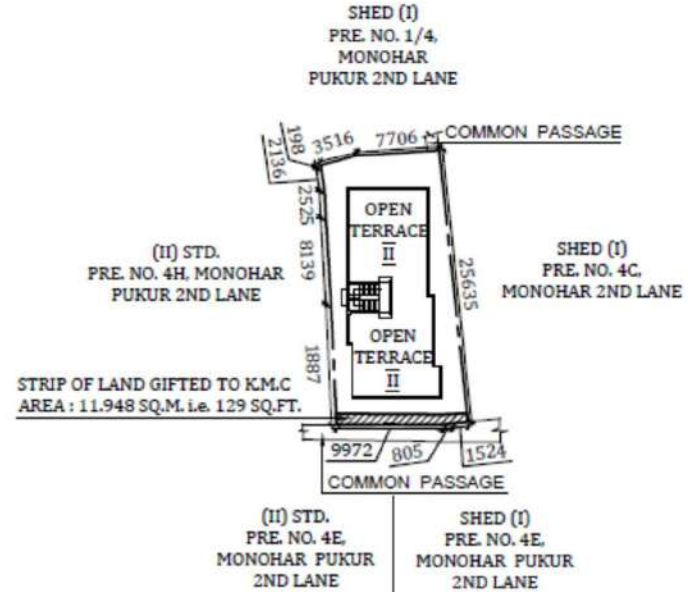 SHED (I)
PRE. NO. 1/4,
MONOHAR
PUKUR 2ND LANE
198
2136
3516
7706
COMMON PASSAGE
2525
8139
1887
OPEN
TERRACE
II
OPEN
TERRACE
II
25635
(II) STD.
PRE. NO. 4H, MONOHAR
PUKUR 2ND LANE
SHED (I)
PRE. NO. 4C,
MONOHAR 2ND LANE
STRIP OF LAND GIFTED TO K.M.C
AREA : 11.948 SQ.M. i.e. 129 SQ.FT.
9972
805
1524
COMMON PASSAGE
(II) STD.
PRE. NO. 4E,
MONOHAR PUKUR
2ND LANE
SHED (I)
PRE. NO. 4E,
MONOHAR PUKUR
2ND LANE